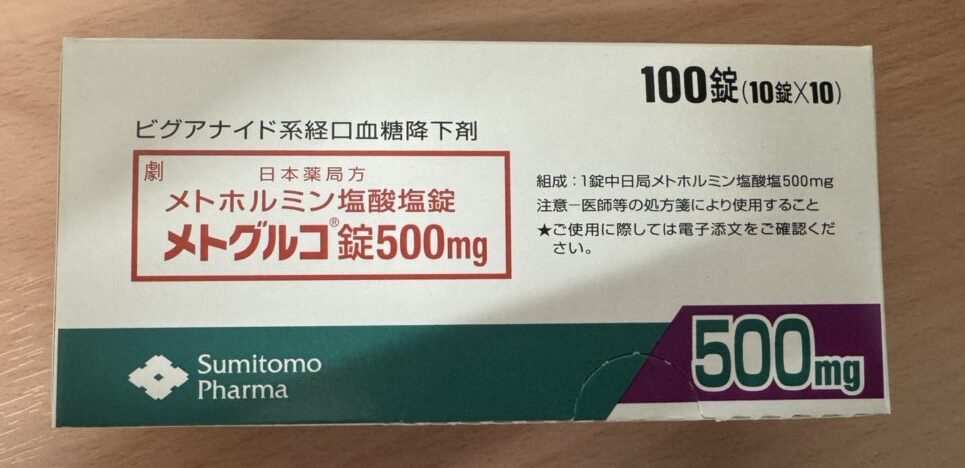 100錠(10錠×10)
ビグアナイド系経口血糖降下剤
劇
日本薬局方
メトホルミン塩酸塩錠
メトグルコ®錠500mg
組成：1錠中日局メトホルミン塩酸塩500mg
注意−医師等の処方箋により使用すること
★ご使用に際しては電子添文をご確認くだ
さい。
Sumitomo
Pharma
500mg